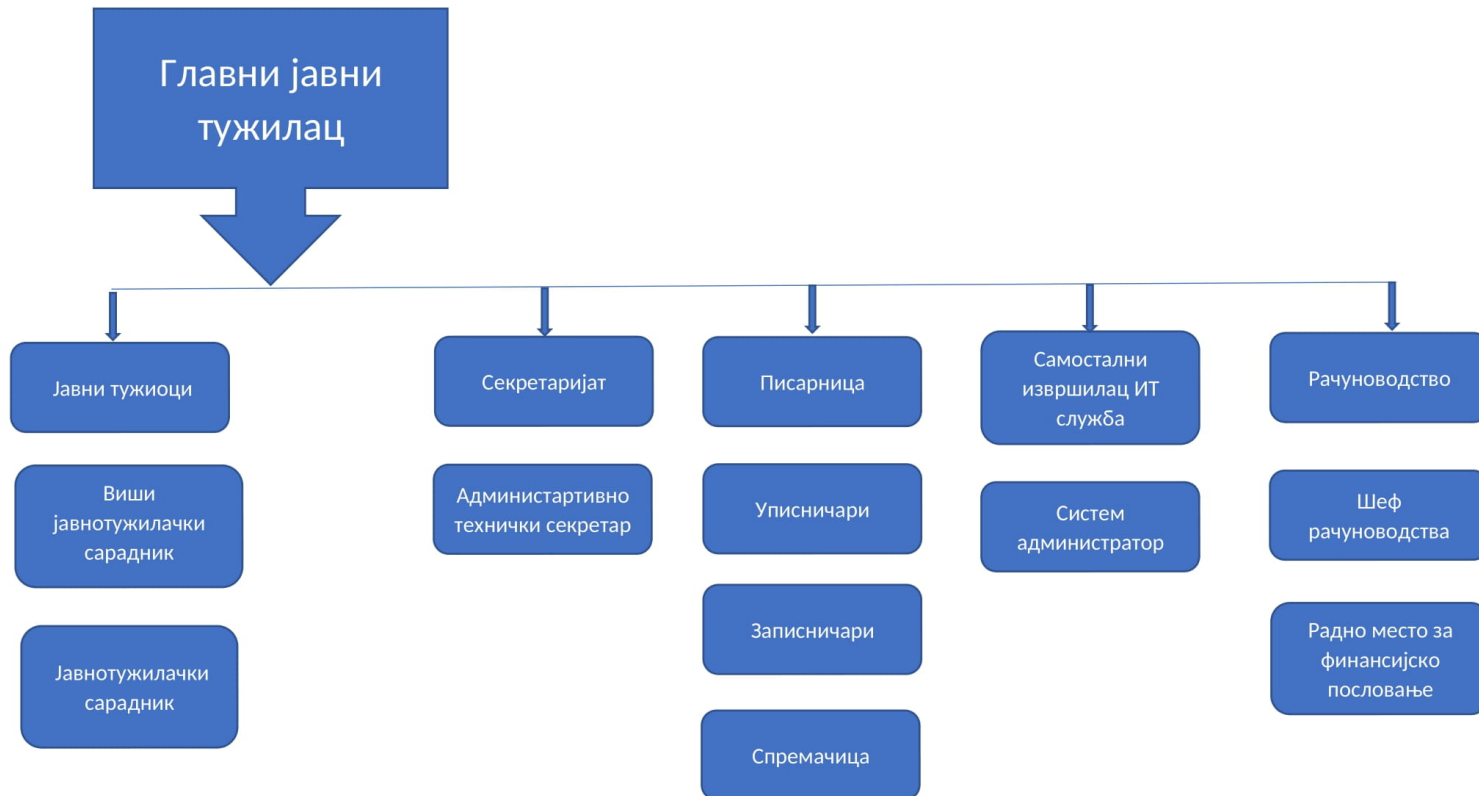 Главни јавни
тужилац
Јавни тужиоци
Виши
јавнотужилачки
сарадник
Јавнотужилачки
сарадник
Секретаријат
Администартивно
технички секретар
Писарница
Уписничари
Записничари
Спремачица
Самостални
извршилац ИТ
служба
Систем
администратор
Рачуноводство
Шеф
рачуноводства
Радно место за
финансијско
пословање